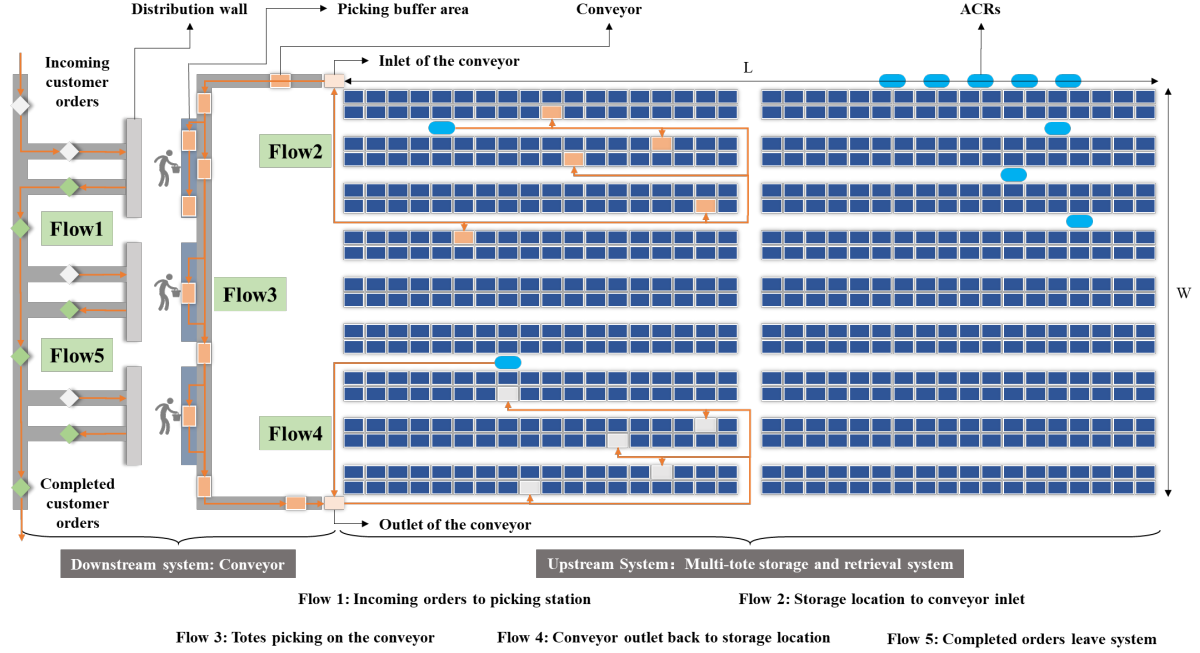 Distribution wall
Picking buffer area
Conveyor
ACRs
Incoming
customer
orders
Inlet of the conveyor
L
Flow2
W
Flow1
Flow3
Flow5
Flow4
Completed
customer
orders
Outlet of the conveyor
Downstream system: Conveyor
Upstream System: Multi-tote storage and retrieval system
Flow 1: Incoming orders to picking station
Flow 2: Storage location to conveyor inlet
Flow 3: Totes picking on the conveyor
Flow 4: Conveyor outlet back to storage location
Flow 5: Completed orders leave system